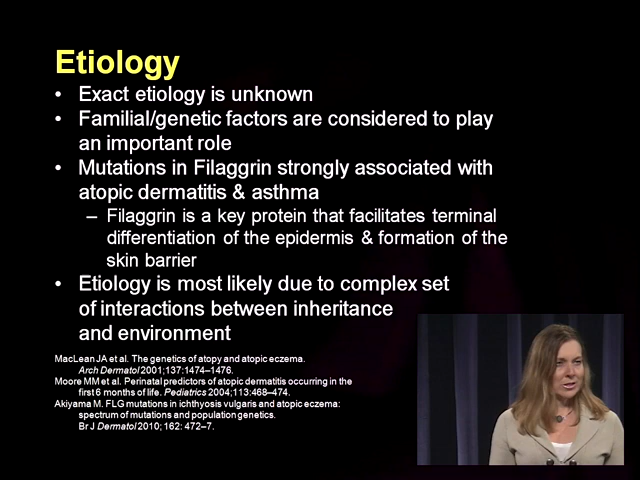 Etiology
• Exact etiology is unknown
• Familial/genetic factors are considered to play
an important role
• Mutations in Filaggrin strongly associated with
atopic dermatitis & asthma
– Filaggrin is a key protein that facilitates terminal
differentiation of the epidermis & formation of the
skin barrier
• Etiology is most likely due to complex set
of interactions between inheritance
and environment
MacLean JA et al. The genetics of atopy and atopic eczema.
Arch Dermatol 2001;137:1474–1476.
Moore MM et al. Perinatal predictors of atopic dermatitis occurring in the
first 6 months of life. Pediatrics 2004;113:468–474.
Akiyama M. FLG mutations in ichthyosis vulgaris and atopic eczema:
spectrum of mutations and population genetics.
Br J Dermatol 2010; 162: 472–7.